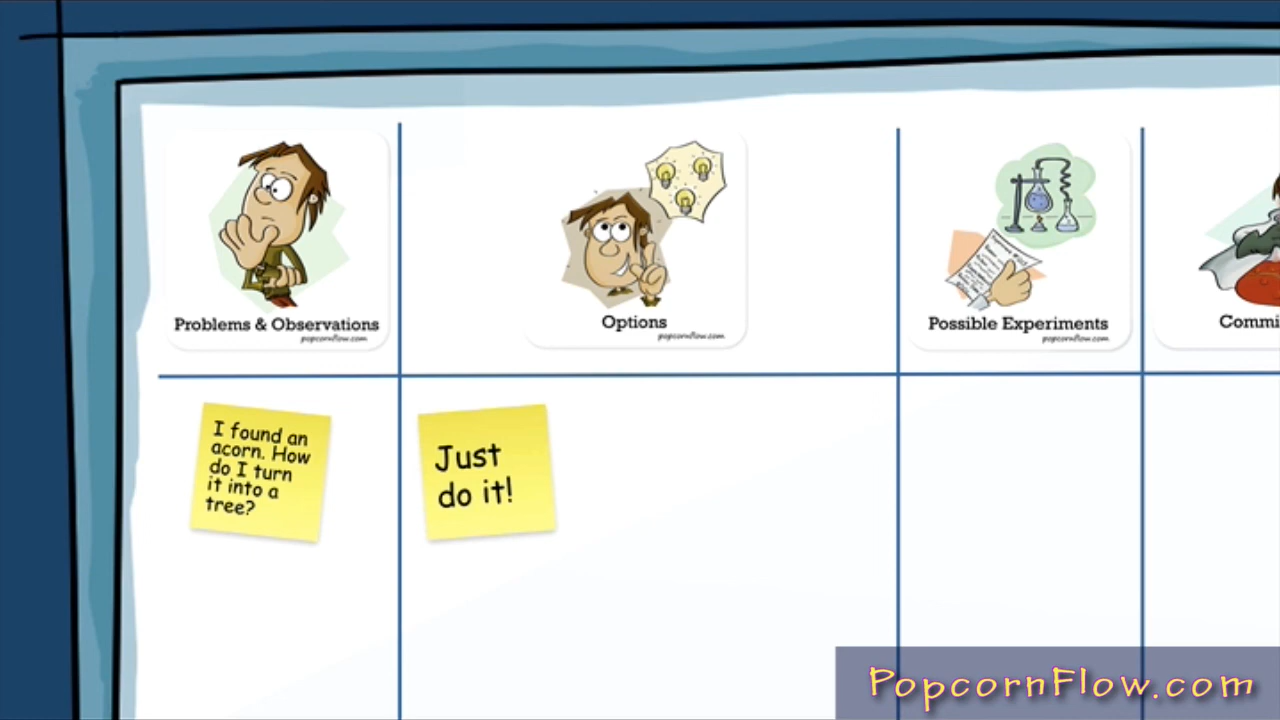 Problems & Observations
popcornflow.com
Options
popcornflow.com
Possible Experiments
popcornflow.com
I found an
acorn. How
do I turn
it into a
tree?
Just
do it!
PopcornFlow.com